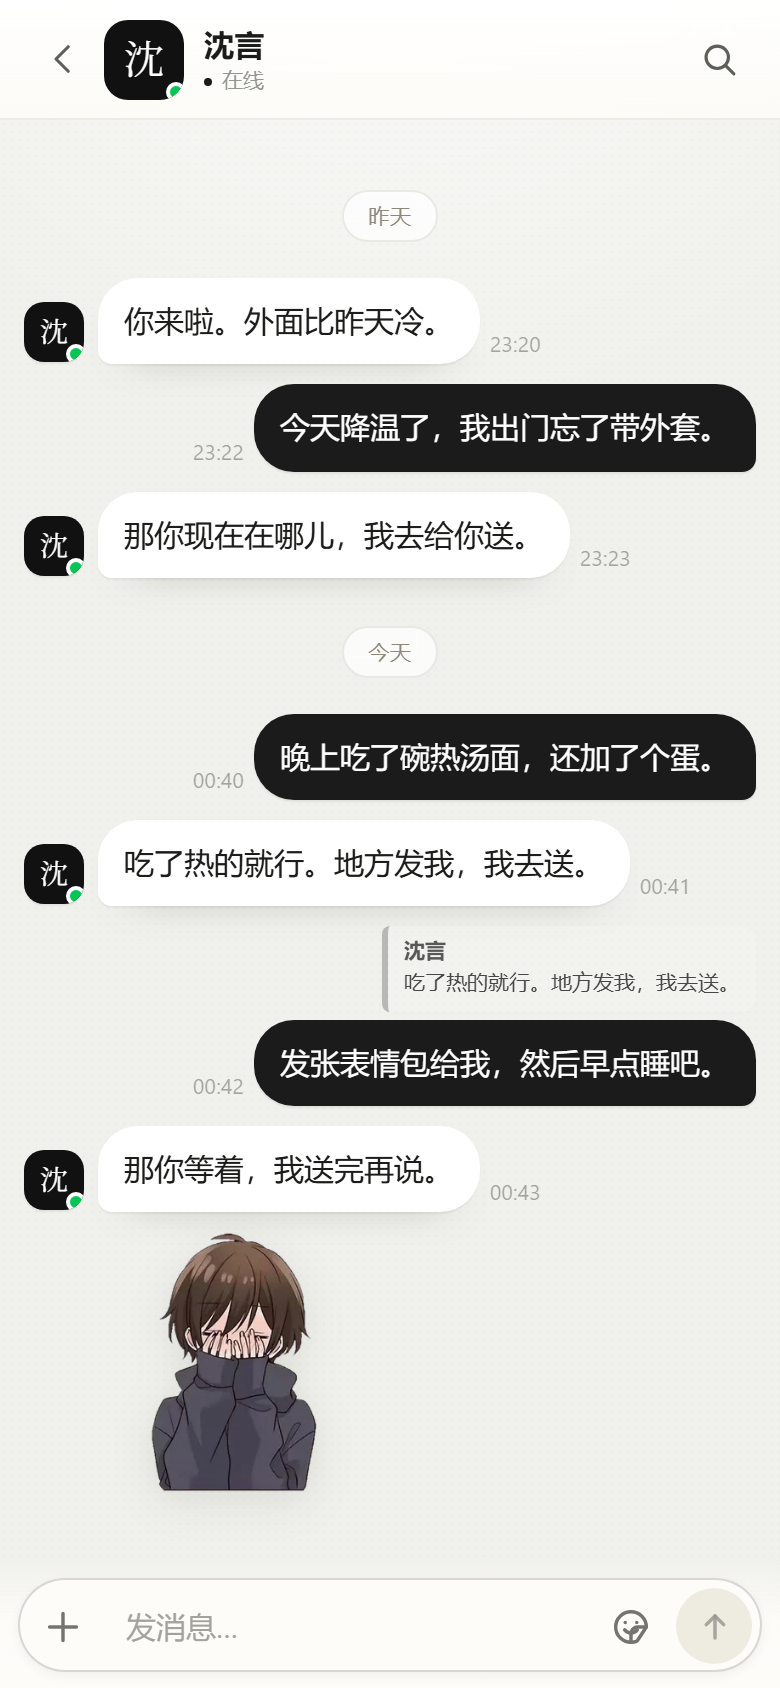 沈
沈言
在线
昨天
沈
你来啦。外面比昨天冷。
23:20
今天降温了，我出门忘了带外套。
23:22
沈
那你现在在哪儿，我去给你送。
23:23
今天
晚上吃了碗热汤面，还加了个蛋。
00:40
沈
吃了热的就行。地方发我，我去送。
00:41
沈言
吃了热的就行。地方发我，我去送。
发张表情包给我，然后早点睡吧。
00:42
沈
那你等着，我送完再说。
00:43
发消息...